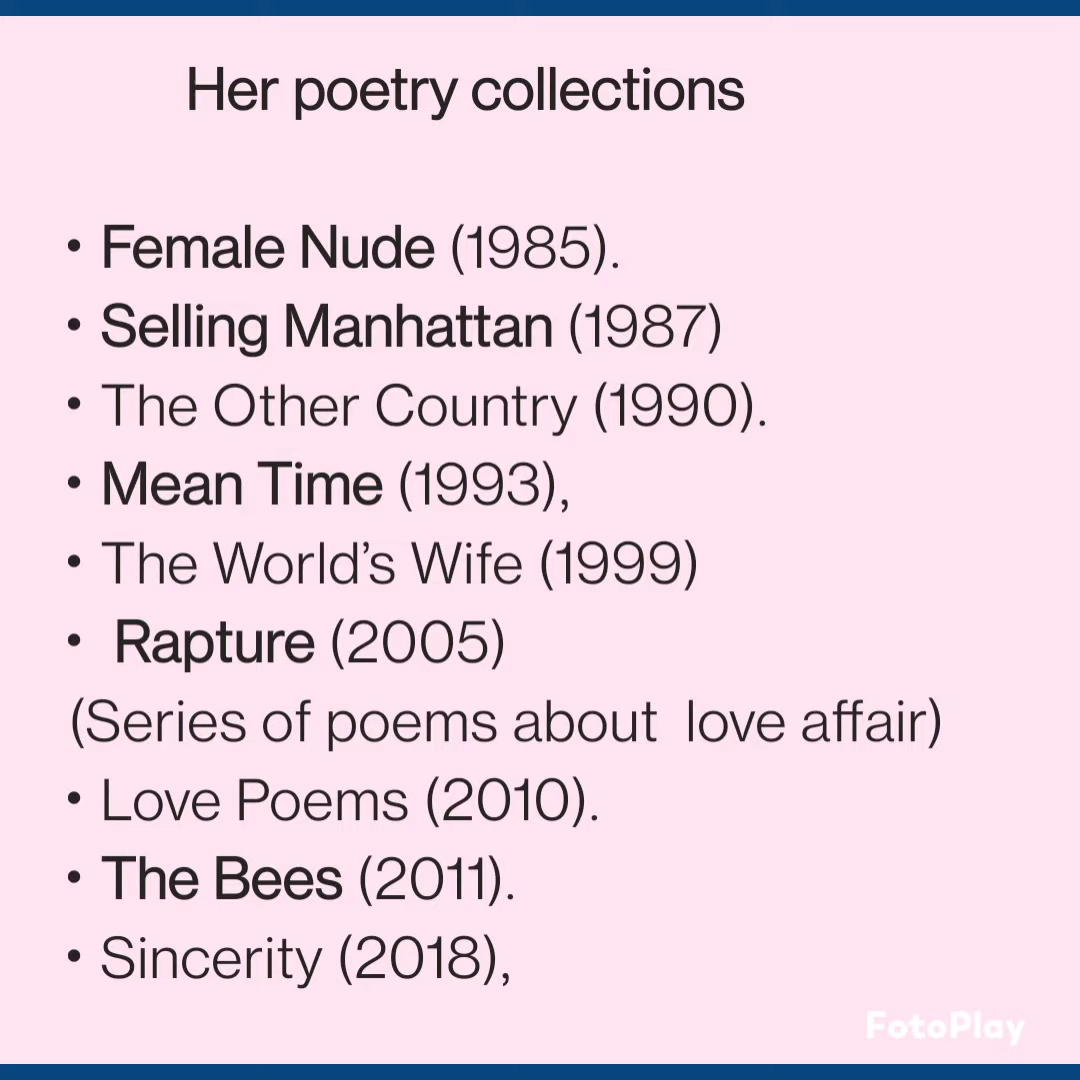 Her poetry collections
• Female Nude (1985).
• Selling Manhattan (1987)
• The Other Country (1990).
• Mean Time (1993),
• The World’s Wife (1999)
• Rapture (2005)
(Series of poems about  love affair)
• Love Poems (2010).
• The Bees (2011).
• Sincerity (2018),
FotoPlay